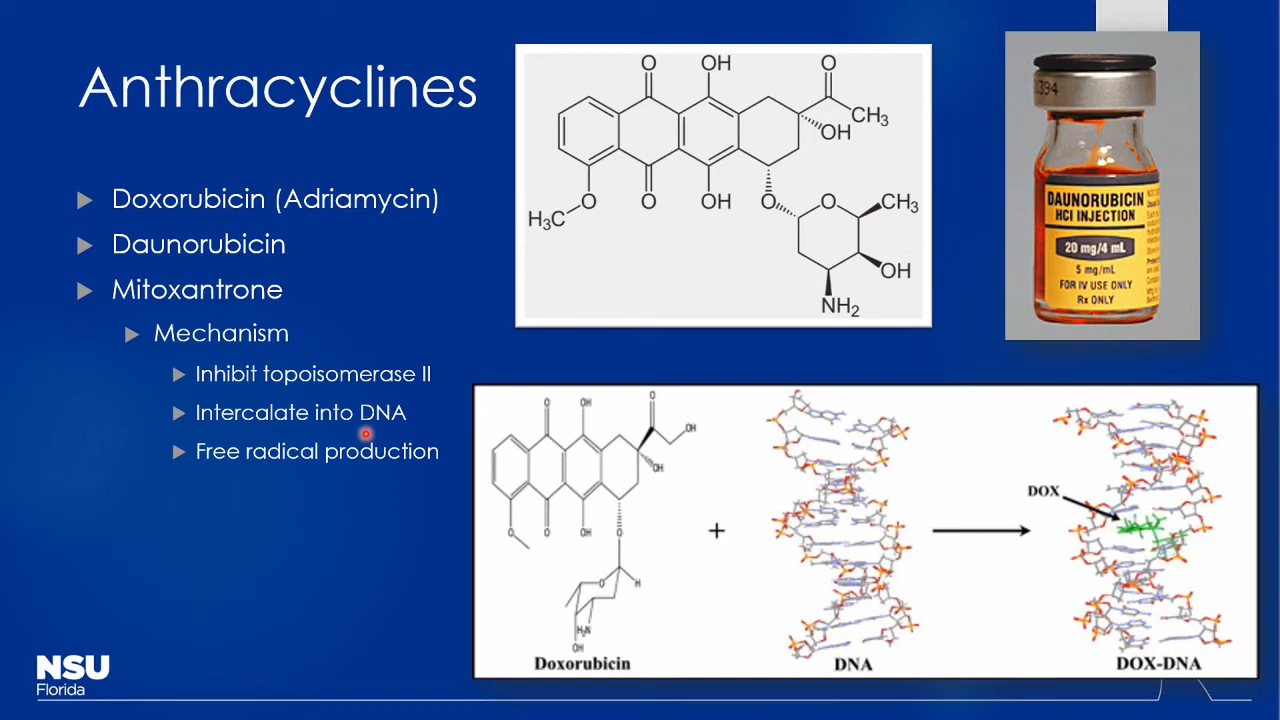 Anthracyclines
Doxorubicin (Adriamycin)
Daunorubicin
Mitoxantrone
Mechanism
Inhibit topoisomerase II
Intercalate into DNA
Free radical production
O OH O
CH₃
OH
O O OH O O CH₃
H₃C
OH
NH₂
394
DAUNORUBICIN
HCl INJECTION
20 mg/4 mL
5 mg/mL
FOR IV USE ONLY
Rx ONLY
O OH O
OH
OH
O O OH O
O H
H₂N
OH
Doxorubicin
+
DNA
DOX
DOX-DNA
NSU
Florida